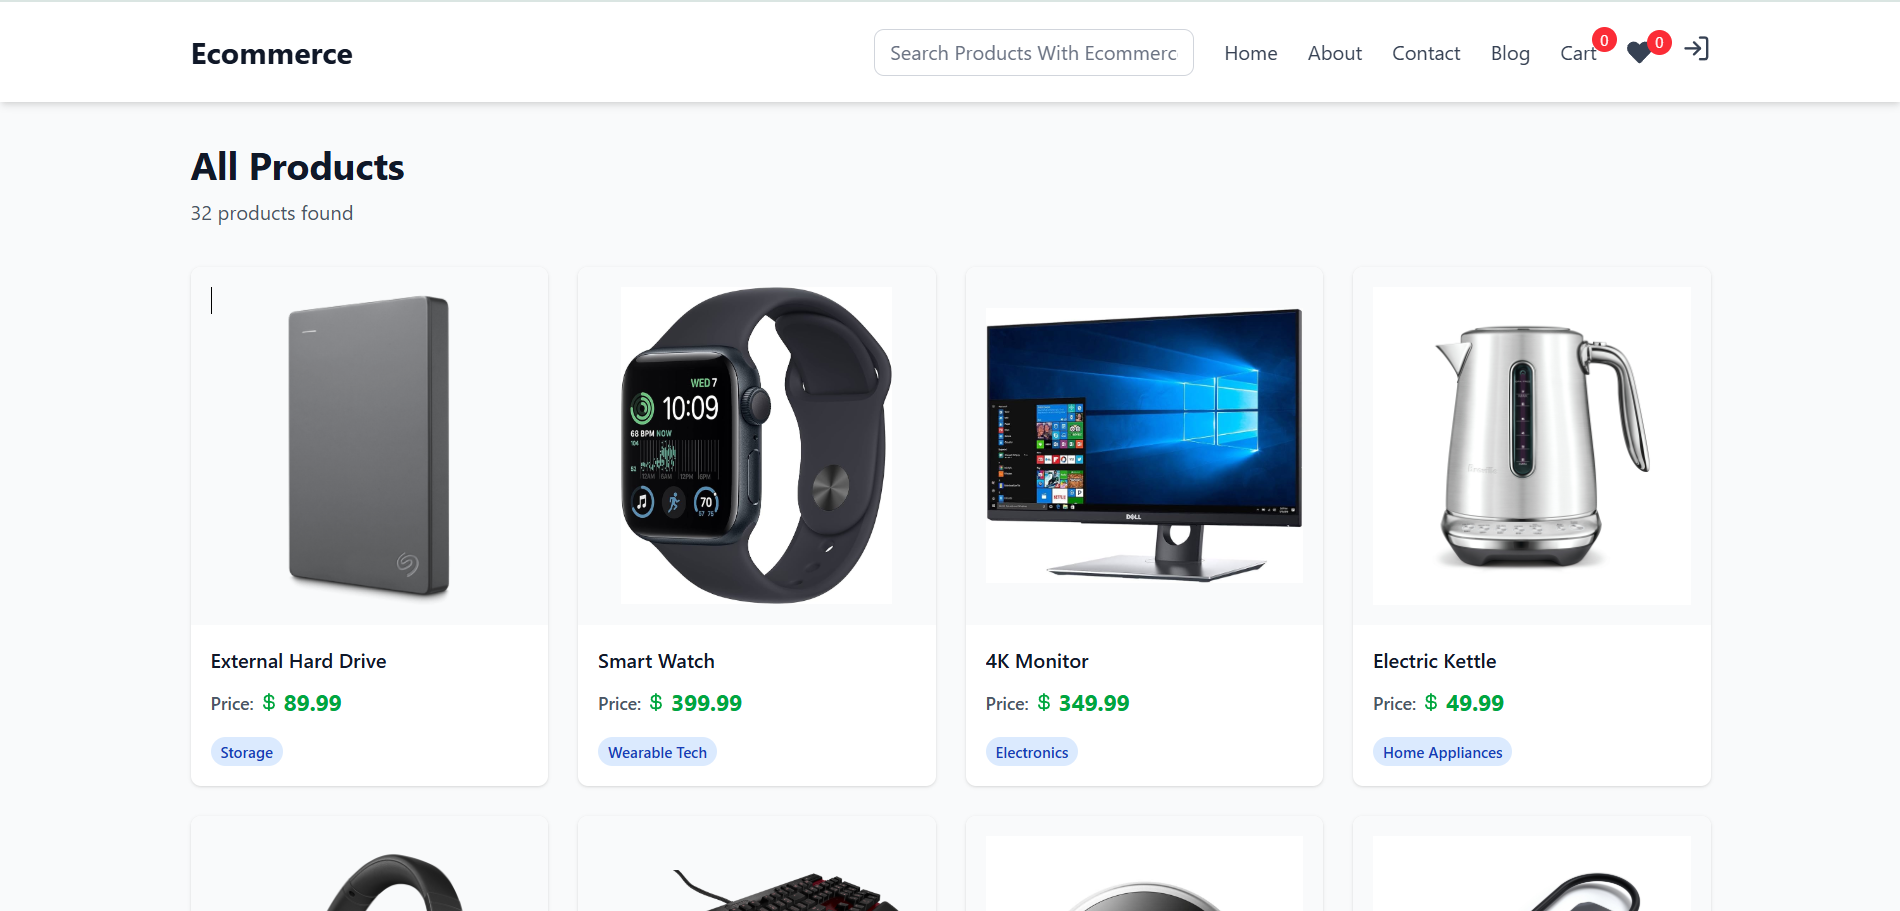 Ecommerce
Search Products With Ecommerc
Home
About
Contact
Blog
Cart
0
0
All Products
32 products found
WED 7
10:09
68 BPM NOW
70
DELL
External Hard Drive
Price: $ 89.99
Storage
Smart Watch
Price: $ 399.99
Wearable Tech
4K Monitor
Price: $ 349.99
Electronics
Electric Kettle
Price: $ 49.99
Home Appliances